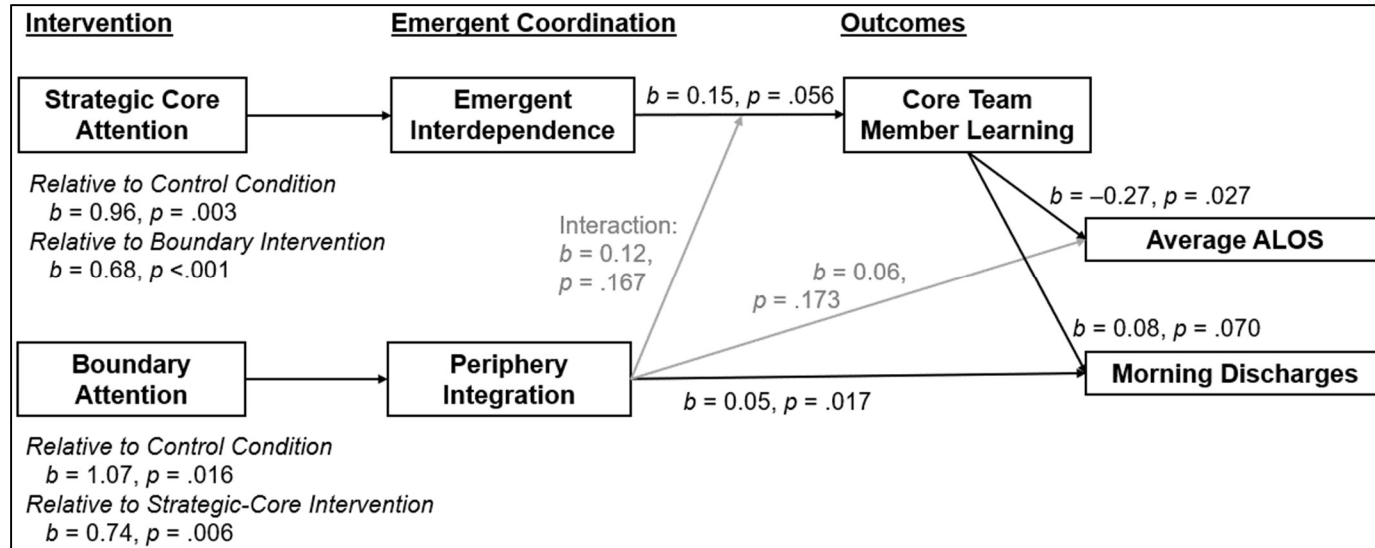 Intervention
Emergent Coordination
Outcomes
Strategic Core
Attention
Emergent
Interdependence
b = 0.15, p = .056
Core Team
Member Learning
Relative to Control Condition
b = 0.96, p = .003
Relative to Boundary Intervention
b = 0.68, p <.001
Interaction:
b = 0.12,
p = .167
b = –0.27, p = .027
Average ALOS
b = 0.06,
p = .173
b = 0.08, p = .070
Boundary
Attention
Periphery
Integration
b = 0.05, p = .017
Morning Discharges
Relative to Control Condition
b = 1.07, p = .016
Relative to Strategic-Core Intervention
b = 0.74, p = .006